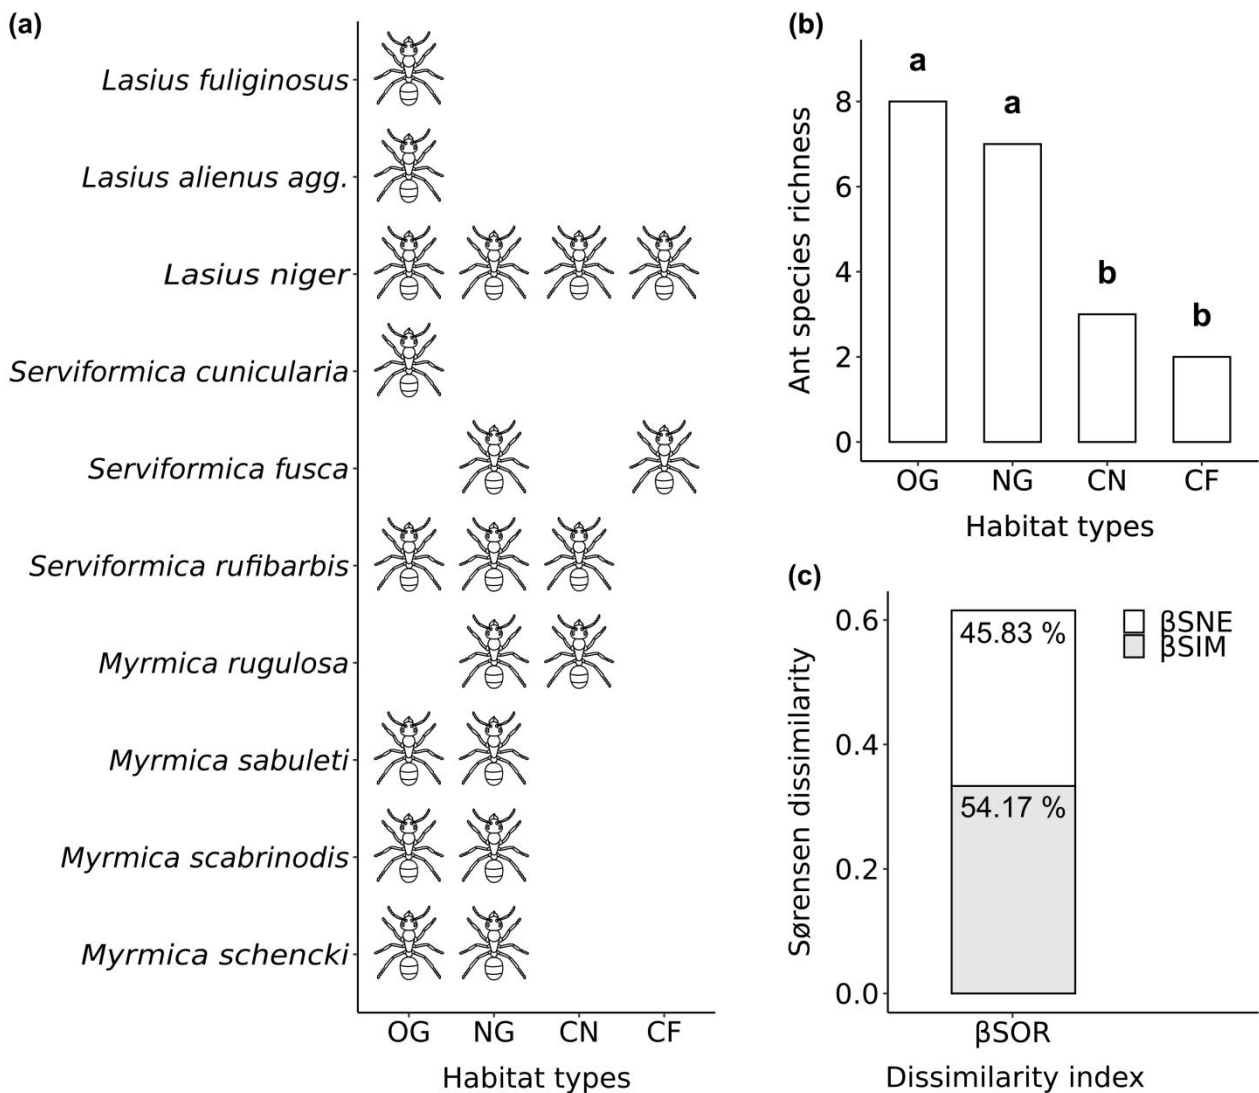 (a)
Lasius fuliginosus
Lasius alienus agg.
Lasius niger
Serviformica cunicularia
Serviformica fusca
Serviformica rufibarbis
Myrmica rugulosa
Myrmica sabuleti
Myrmica scabrinodis
Myrmica schencki
OG NG CN CF
Habitat types
(b)
Ant species richness
8
6
4
2
0
a a b b
OG NG CN CF
Habitat types
(c)
Sørensen dissimilarity
0.6
0.4
0.2
0.0
45.83 %
54.17 %
βSNE
βSIM
βSOR
Dissimilarity index